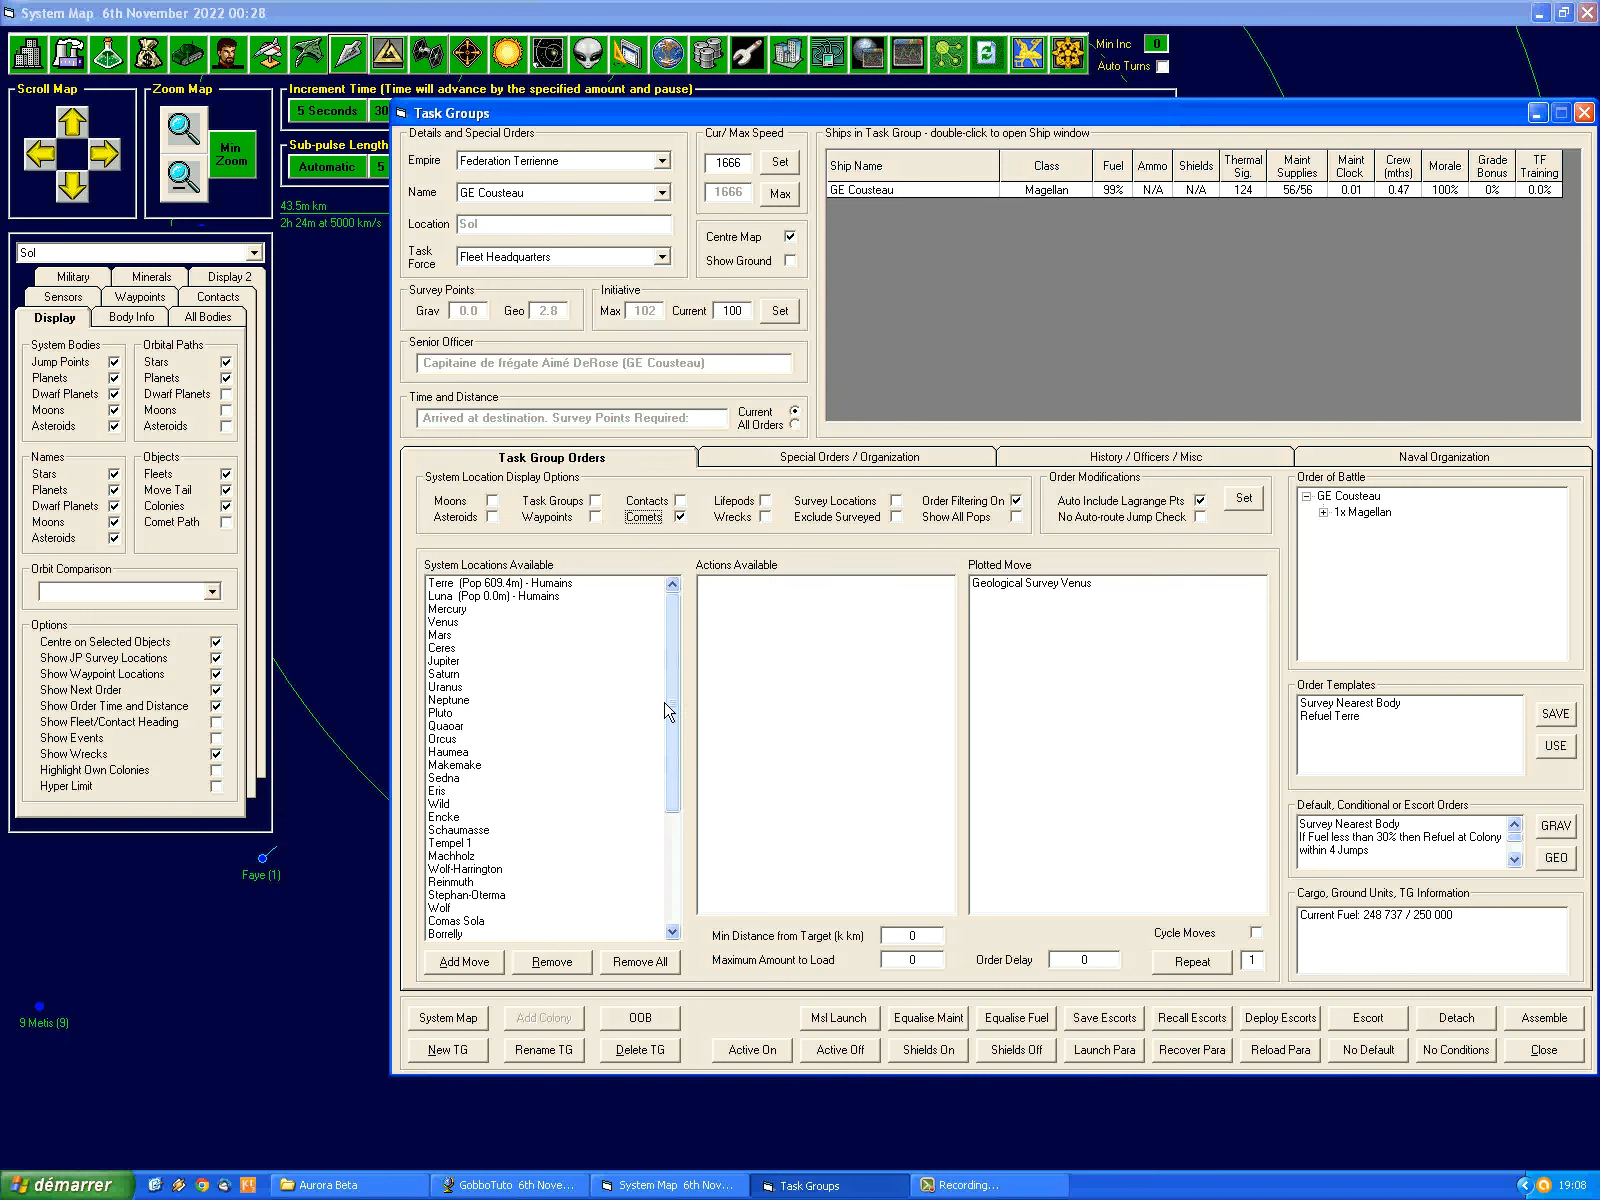 System Map  6th November 2022 00:28
Min Inc 0
Auto Turns
Scroll Map
Zoom Map
Min Zoom
Increment Time (Time will advance by the specified amount and pause)
5 Seconds 30
Sub-pulse Length
Automatic 5
43.5m km
2h 24m at 5000 km/s
Sol
Military Minerals Display 2
Sensors Waypoints Contacts
Display Body Info All Bodies
System Bodies
Jump Points
Planets
Dwarf Planets
Moons
Asteroids
Orbital Paths
Stars
Planets
Dwarf Planets
Moons
Asteroids
Names
Stars
Planets
Dwarf Planets
Moons
Asteroids
Objects
Fleets
Move Tail
Colonies
Comet Path
Orbit Comparison
Options
Centre on Selected Objects
Show JP Survey Locations
Show Waypoint Locations
Show Next Order
Show Order Time and Distance
Show Fleet/Contact Heading
Show Events
Show Wrecks
Highlight Own Colonies
Hyper Limit
Faye (1)
9 Metis (9)
Task Groups
Details and Special Orders
Empire Federation Terrienne
Name GE Cousteau
Location Sol
Task Force Fleet Headquarters
Cur/ Max Speed
1666 Set
1666 Max
Centre Map
Show Ground
Survey Points
Grav 0.0 Geo 2.8
Initiative
Max 102 Current 100 Set
Senior Officer
Capitaine de frégate Aimé DeRose (GE Cousteau)
Time and Distance
Arrived at destination. Survey Points Required:
Current
All Orders
Ships in Task Group - double-click to open Ship window
Ship Name Class Fuel Ammo Shields Thermal Sig. Maint Supplies Maint Clock Crew (mths) Morale Grade Bonus TF Training
GE Cousteau Magellan 99% N/A N/A 124 56/56 0.01 0.47 100% 0% 0.0%
Task Group Orders Special Orders / Organization History / Officers / Misc Naval Organization
System Location Display Options
Moons Task Groups Contacts Lifepods Survey Locations Order Filtering On
Asteroids Waypoints Comets Wrecks Exclude Surveyed Show All Pops
Order Modifications
Auto Include Lagrange Pts Set
No Auto-route Jump Check
System Locations Available
Terre  (Pop 609.4m) - Humains
Luna  (Pop 0.0m) - Humains
Mercury
Venus
Mars
Ceres
Jupiter
Saturn
Uranus
Neptune
Pluto
Quaoar
Orcus
Haumea
Makemake
Sedna
Eris
Wild
Encke
Schaumasse
Tempel 1
Machholz
Wolf-Harrington
Reinmuth
Stephan-Oterma
Wolf
Comas Sola
Borrelly
Actions Available
Plotted Move
Geological Survey Venus
Add Move Remove Remove All
Min Distance from Target (k km) 0
Maximum Amount to Load 0
Order Delay 0
Cycle Moves
Repeat 1
Order of Battle
GE Cousteau
1x Magellan
Order Templates
Survey Nearest Body
Refuel Terre
SAVE
USE
Default, Conditional or Escort Orders
Survey Nearest Body
If Fuel less than 30% then Refuel at Colony
within 4 Jumps
GRAV
GEO
Cargo, Ground Units, TG Information
Current Fuel: 248 737 / 250 000
System Map Add Colony OOB Msl Launch Equalise Maint Equalise Fuel Save Escorts Recall Escorts Deploy Escorts Escort Detach Assemble
New TG Rename TG Delete TG Active On Active Off Shields On Shields Off Launch Para Recover Para Reload Para No Default No Conditions Close
démarrer Aurora Beta GobboTuto  6th Nove... System Map  6th Nov... Task Groups Recording... 19:08